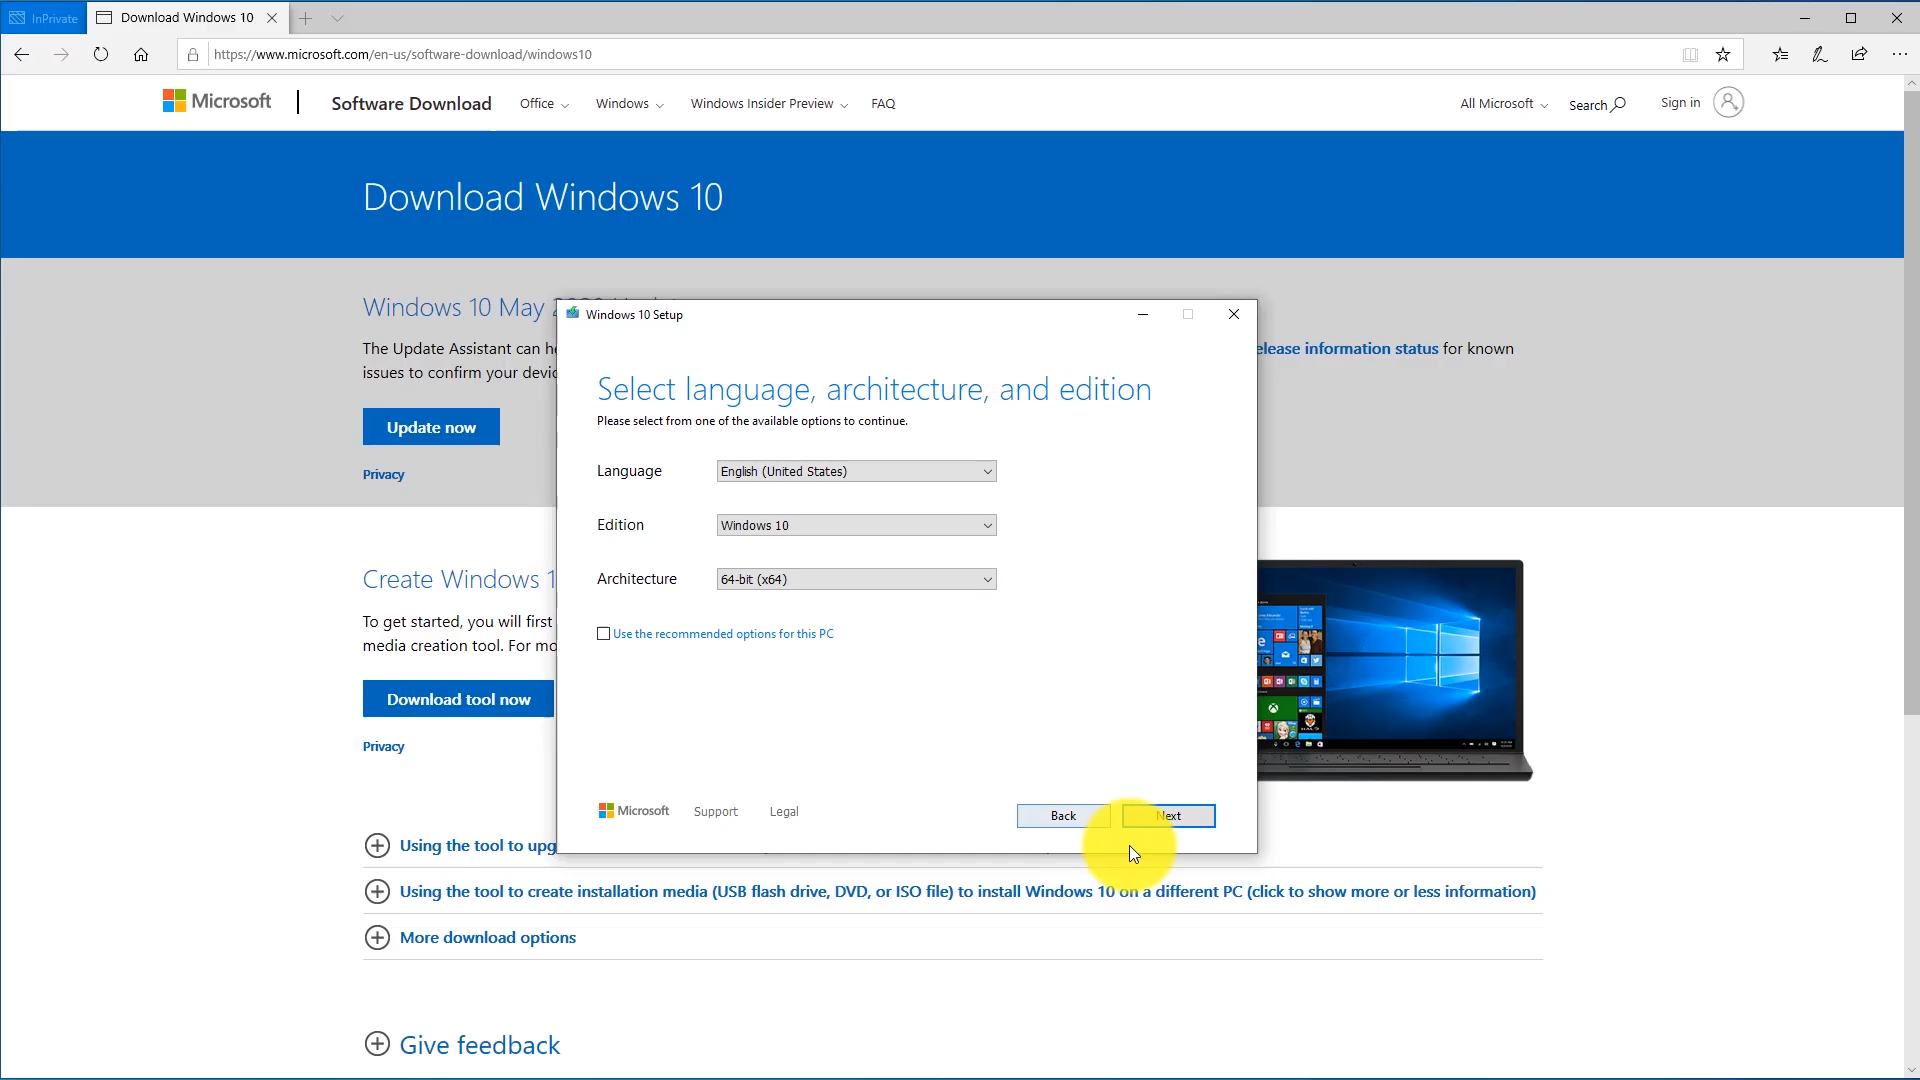 InPrivate
Download Windows 10
https://www.microsoft.com/en-us/software-download/windows10
Microsoft
Software Download
Office
Windows
Windows Insider Preview
FAQ
All Microsoft
Search
Sign in
Download Windows 10
Windows 10 May
The Update Assistant can
elease information status for known
issues to confirm your
Update now
Privacy
Windows 10 Setup
Select language, architecture, and edition
Please select from one of the available options to continue.
Language
English (United States)
Edition
Windows 10
Architecture
64-bit (x64)
Use the recommended options for this PC
Microsoft
Support
Legal
Back
Next
Create Windows 1
To get started, you will first
media creation tool. For
Download tool now
Privacy
Using the tool to upg
Using the tool to create installation media (USB flash drive, DVD, or ISO file) to install Windows 10 on a different PC (click to show more or less information)
More download options
Give feedback